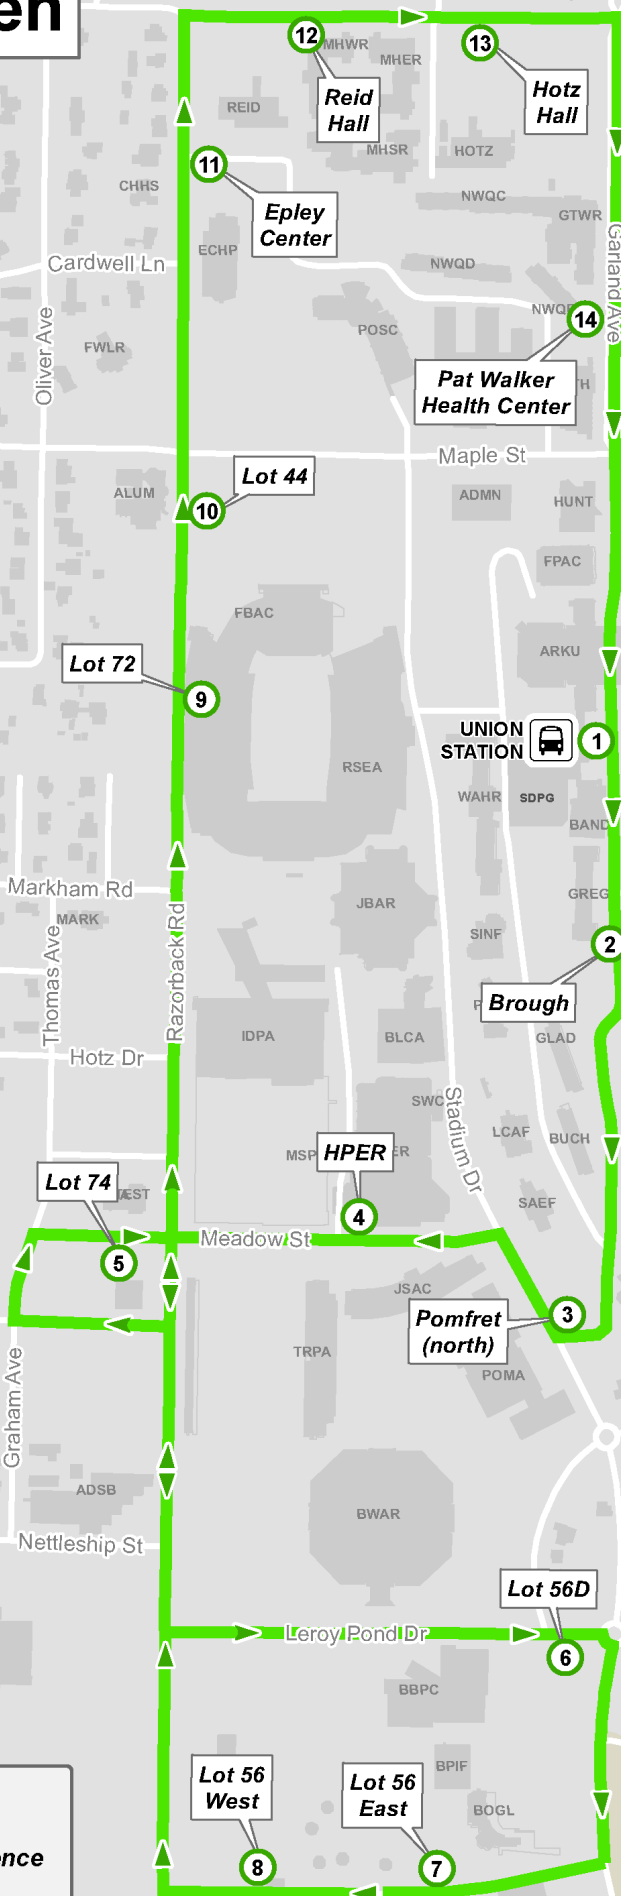 en
12
13
MHWR
MHER
Reid
Hall
Hotz
Hall
REID
MHSR
HOTZ
11
CHHS
NWQC
GTWR
Epley
Center
ECHP
Garland Ave
Cardwell Ln
NWQD
Oliver Ave
NWQ
14
POSC
FWLR
Pat Walker
Health Center
TH
Maple St
Lot 44
ALUM
ADMN
HUNT
10
FPAC
FBAC
ARKU
Lot 72
9
UNION
STATION
1
RSEA
WAHR
SDPG
BAND
Markham Rd
JBAR
GREG
MARK
Razorback Rd
Thomas Ave
SINF
2
Brough
IDPA
BLCA
GLAD
Hotz Dr
SWC
Stadium Dr
LCAF
BUCH
MSP
HPER
ER
Lot 74
EST
SAEF
4
Meadow St
5
JSAC
3
Pomfret
(north)
TRPA
POMA
Graham Ave
ADSB
BWAR
Nettleship St
Lot 56D
Leroy Pond Dr
6
BBPC
BPIF
Lot 56
West
Lot 56
East
BOGL
ence
8
7